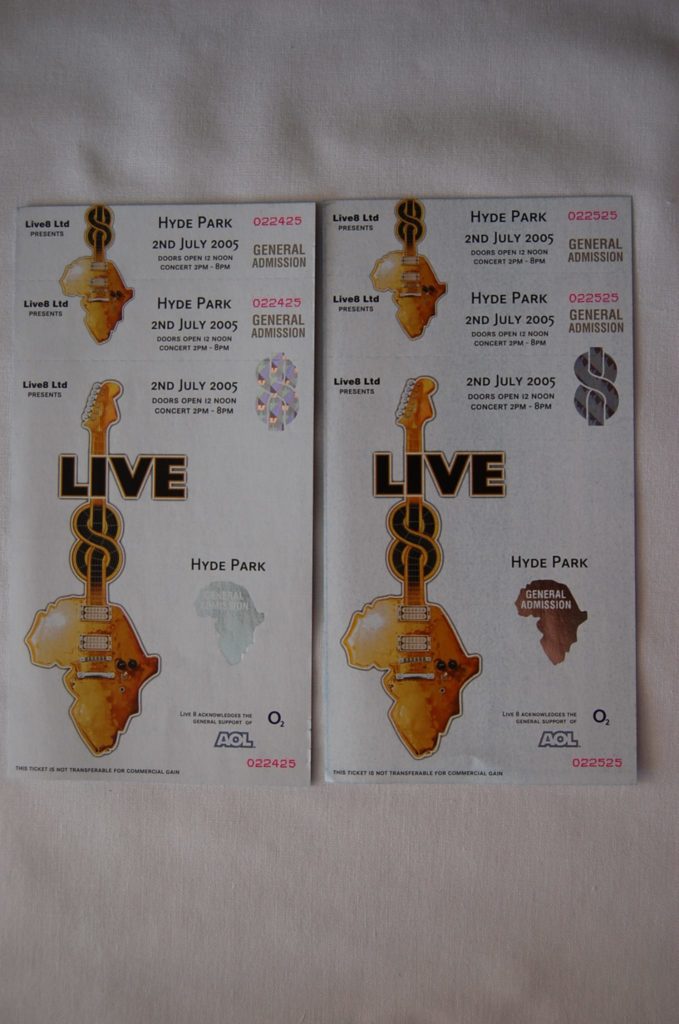 Live8 Ltd
PRESENTS
HYDE PARK
022425
2ND JULY 2005
DOORS OPEN 12 NOON
CONCERT 2PM - 8PM
GENERAL
ADMISSION
Live8 Ltd
PRESENTS
HYDE PARK
022425
2ND JULY 2005
DOORS OPEN 12 NOON
CONCERT 2PM - 8PM
GENERAL
ADMISSION
Live8 Ltd
PRESENTS
2ND JULY 2005
DOORS OPEN 12 NOON
CONCERT 2PM - 8PM
8
LIVE
8
HYDE PARK
GENERAL
ADMISSION
LIVE 8 ACKNOWLEDGES THE
GENERAL SUPPORT OF
O2
AOL
022425
THIS TICKET IS NOT TRANSFERABLE FOR COMMERCIAL GAIN
Live8 Ltd
PRESENTS
HYDE PARK
022525
2ND JULY 2005
DOORS OPEN 12 NOON
CONCERT 2PM - 8PM
GENERAL
ADMISSION
Live8 Ltd
PRESENTS
HYDE PARK
022525
2ND JULY 2005
DOORS OPEN 12 NOON
CONCERT 2PM - 8PM
GENERAL
ADMISSION
Live8 Ltd
PRESENTS
2ND JULY 2005
DOORS OPEN 12 NOON
CONCERT 2PM - 8PM
8
LIVE
8
HYDE PARK
GENERAL
ADMISSION
LIVE 8 ACKNOWLEDGES THE
GENERAL SUPPORT OF
O2
AOL
022525
THIS TICKET IS NOT TRANSFERABLE FOR COMMERCIAL GAIN